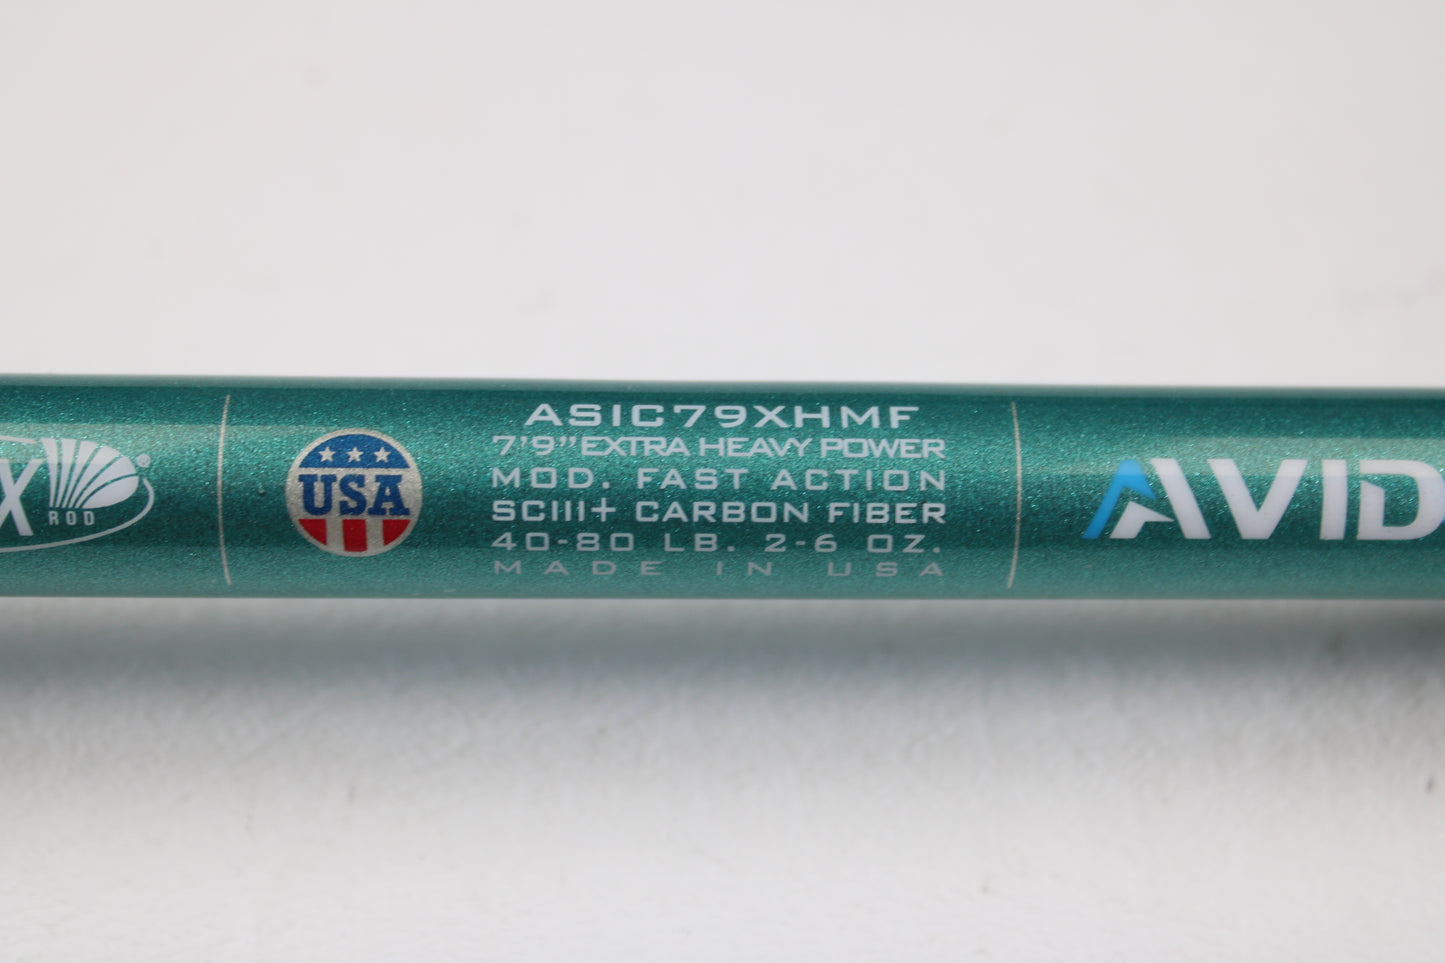 X
ROD
USA
ASIC79XHMF
7'9" EXTRA HEAVY POWER
MOD. FAST ACTION
SCIII+ CARBON FIBER
40-80 LB. 2-6 OZ.
MADE IN USA
AVID